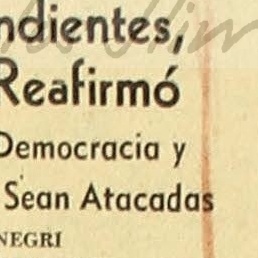 ndientes,
Reafirmó
Democracia y
Sean Atacadas
NEGRI